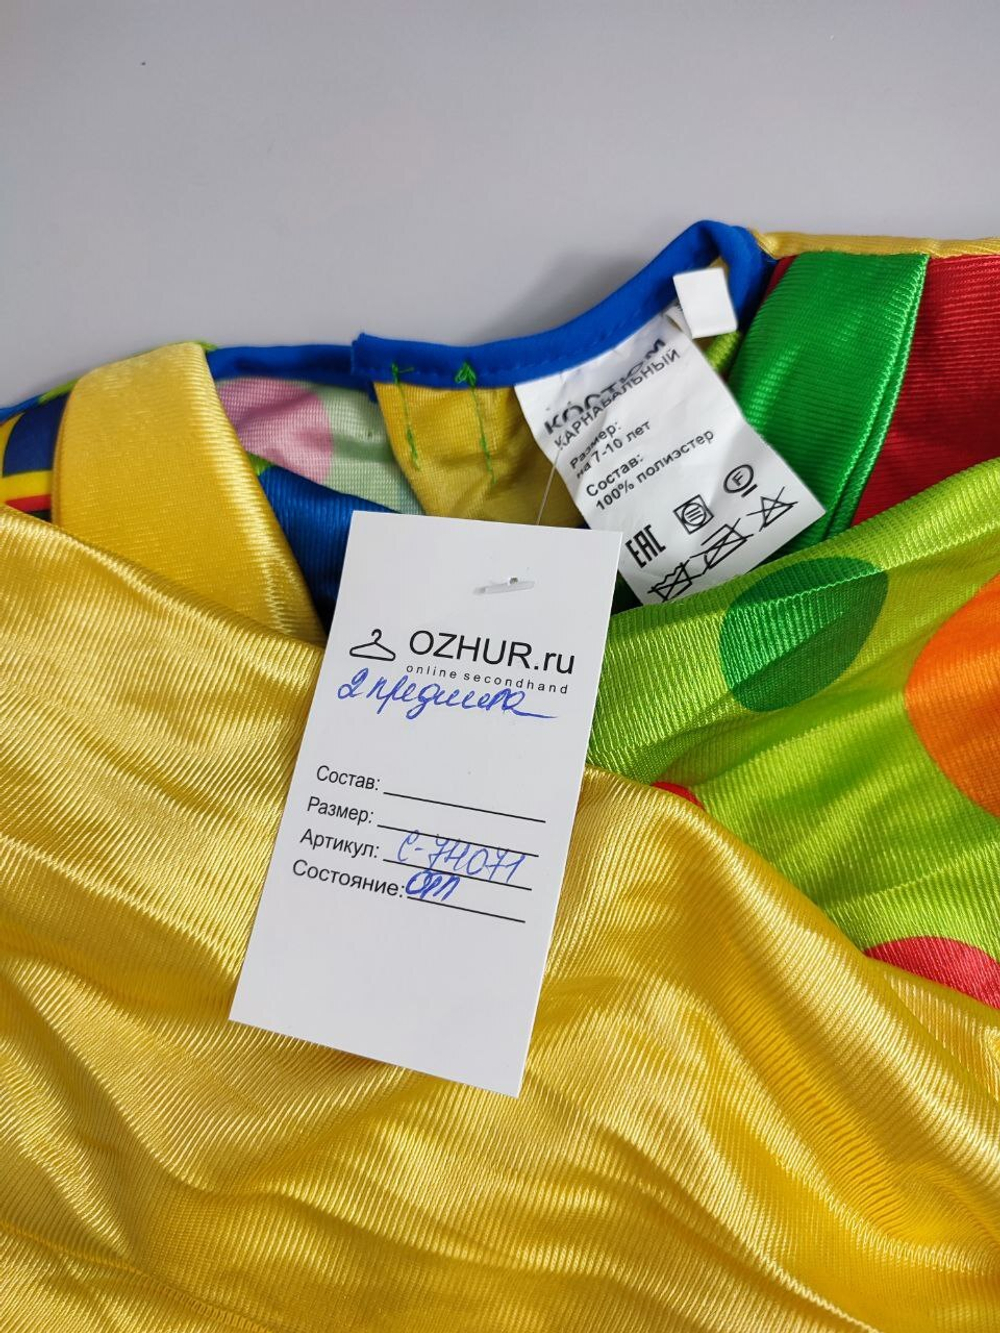 КОСТЮМ
КАРНАВАЛЬНЫЙ
Размер:
на 7-10 лет
Состав:
100% полиэстер
EAC
F
OZHUR.ru
online secondhand
2 предмета
Состав:
Размер:
Артикул: С-74071
Состояние: